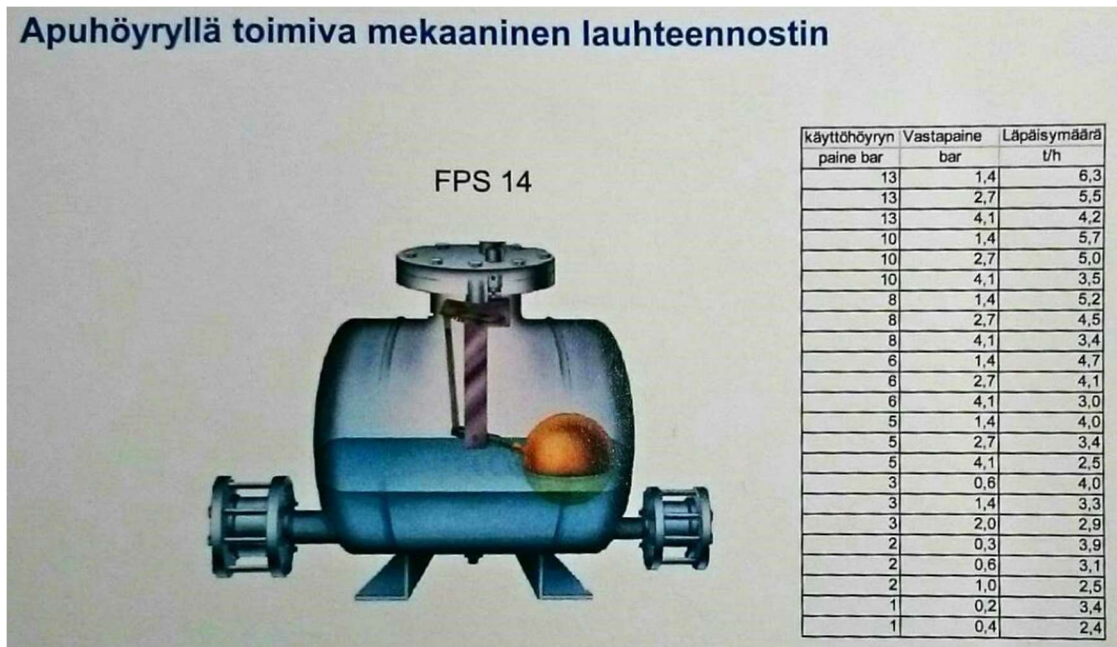 Apuhöyryllä toimiva mekaaninen lauhteennostin
FPS 14
käyttöhöyryn Vastapaine Läpäisymäärä
paine bar bar t/h
13 1,4 6,3
13 2,7 5,5
13 4,1 4,2
10 1,4 5,7
10 2,7 5,0
10 4,1 3,5
8 1,4 5,2
8 2,7 4,5
8 4,1 3,4
6 1,4 4,7
6 2,7 4,1
6 4,1 3,0
5 1,4 4,0
5 2,7 3,4
5 4,1 2,5
3 0,6 4,0
3 1,4 3,3
3 2,0 2,9
2 0,3 3,9
2 0,6 3,1
2 1,0 2,5
1 0,2 3,4
1 0,4 2,4